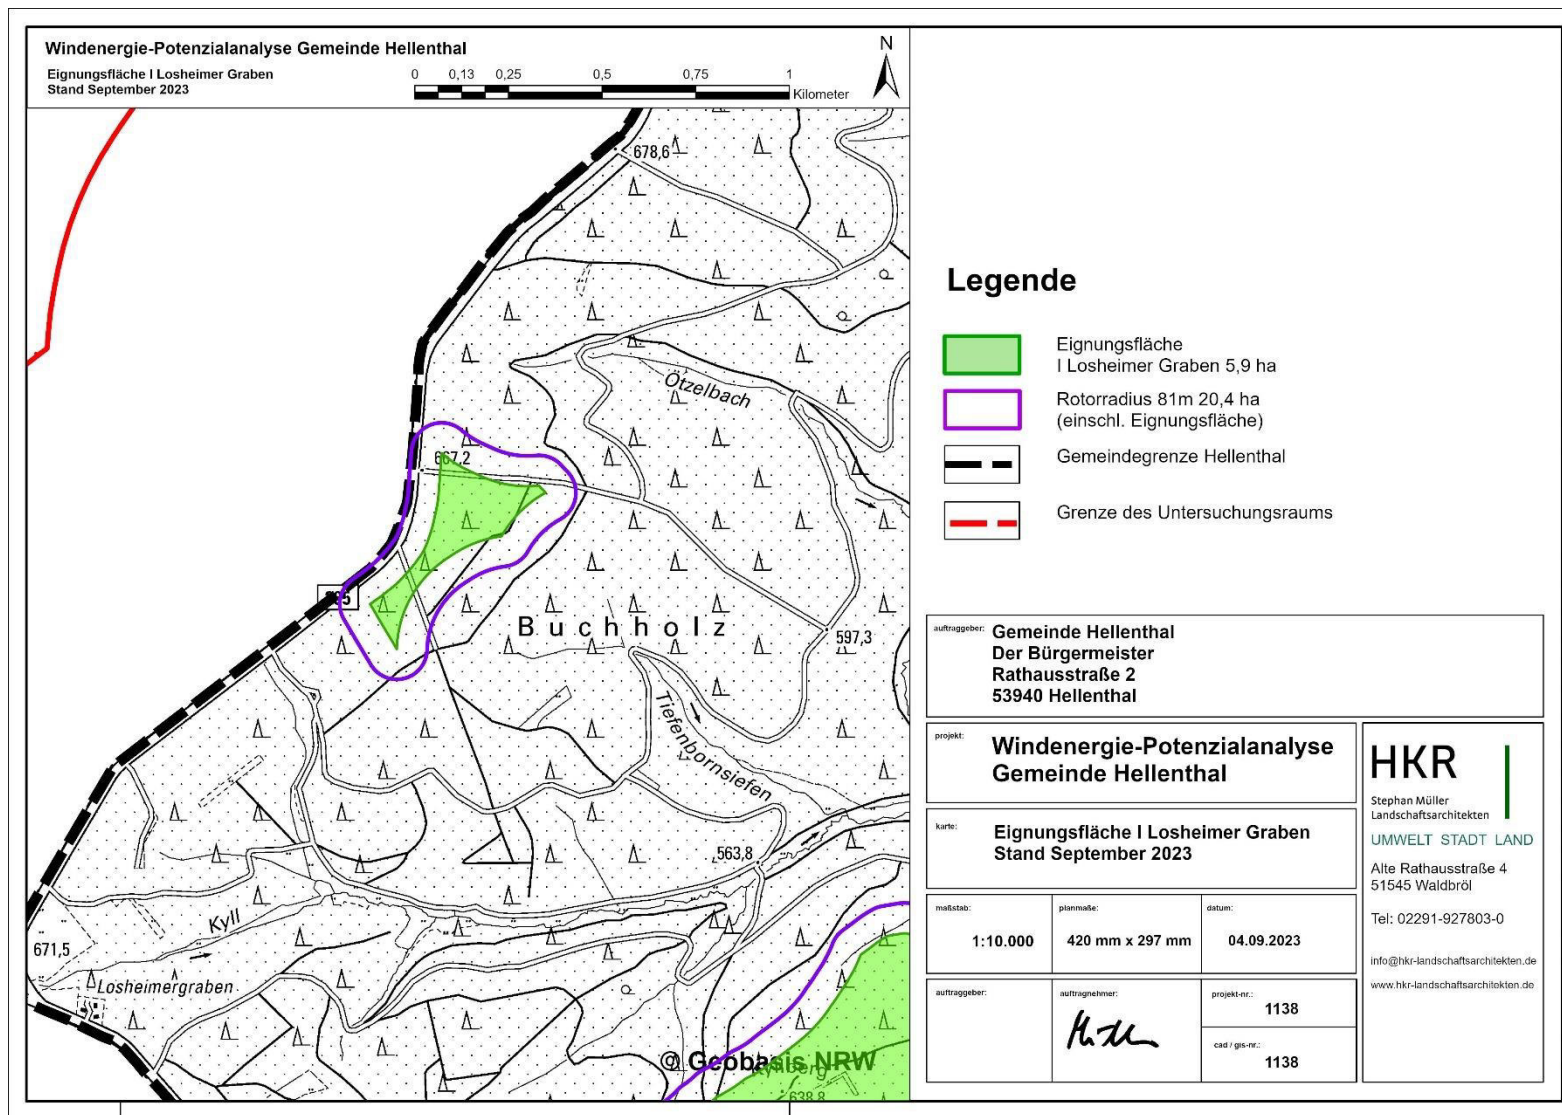 Windenergie-Potenzialanalyse Gemeinde Hellenthal
Eignungsfläche I Losheimer Graben
Stand September 2023
0 0,13 0,25 0,5 0,75 1
Kilometer
N
678,6
Ötzelbach
667,2
Buchholz
597,3
Tiefenbornsiefen
563,8
Kyll
671,5
Losheimergraben
© Geobasis NRW
638,8
Legende
Eignungsfläche
I Losheimer Graben 5,9 ha
Rotorradius 81m 20,4 ha
(einschl. Eignungsfläche)
Gemeindegrenze Hellenthal
Grenze des Untersuchungsraums
auftraggeber:
Gemeinde Hellenthal
Der Bürgermeister
Rathausstraße 2
53940 Hellenthal
projekt:
Windenergie-Potenzialanalyse
Gemeinde Hellenthal
karte:
Eignungsfläche I Losheimer Graben
Stand September 2023
maßstab:
1:10.000
planmaße:
420 mm x 297 mm
datum:
04.09.2023
auftraggeber:
auftragnehmer:
projekt-nr.:
1138
cad / gis-nr.:
1138
HKR
Stephan Müller
Landschaftsarchitekten
UMWELT STADT LAND
Alte Rathausstraße 4
51545 Waldbröl
Tel: 02291-927803-0
info@hkr-landschaftsarchitekten.de
www.hkr-landschaftsarchitekten.de